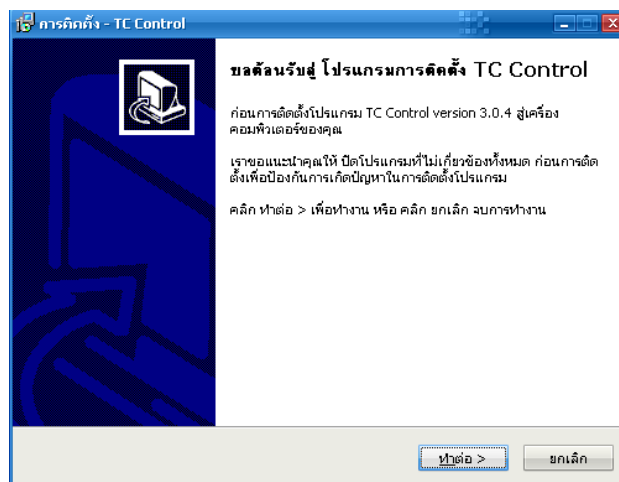 การติดตั้ง - TC Control
ขอต้อนรับสู่ โปรแกรมการติดตั้ง TC Control
ก่อนการติดตั้งโปรแกรม TC Control version 3.0.4 สู่เครื่อง
คอมพิวเตอร์ของคุณ
เราขอแนะนำคุณให้ ปิดโปรแกรมที่ไม่เกี่ยวข้องทั้งหมด ก่อนการติด
ตั้งเพื่อป้องกันการเกิดปัญหาในการติดตั้งโปรแกรม
คลิก ทำต่อ > เพื่อทำงาน หรือ คลิก ยกเลิก จบการทำงาน
ทำต่อ >
ยกเลิก